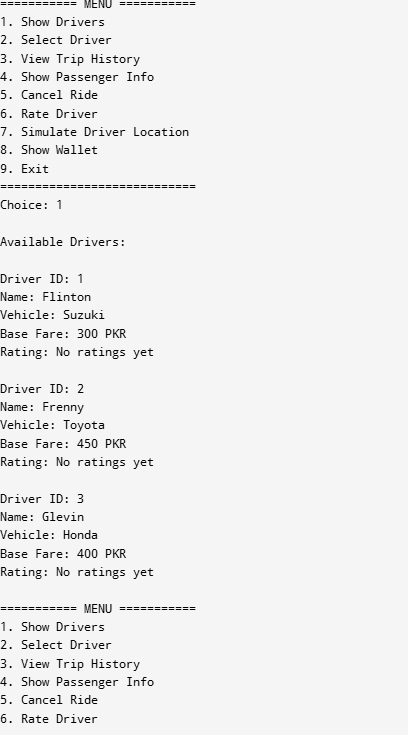 =========== MENU ===========
1. Show Drivers
2. Select Driver
3. View Trip History
4. Show Passenger Info
5. Cancel Ride
6. Rate Driver
7. Simulate Driver Location
8. Show Wallet
9. Exit
============================
Choice: 1
Available Drivers:
Driver ID: 1
Name: Flinton
Vehicle: Suzuki
Base Fare: 300 PKR
Rating: No ratings yet
Driver ID: 2
Name: Frenny
Vehicle: Toyota
Base Fare: 450 PKR
Rating: No ratings yet
Driver ID: 3
Name: Glevin
Vehicle: Honda
Base Fare: 400 PKR
Rating: No ratings yet
=========== MENU ===========
1. Show Drivers
2. Select Driver
3. View Trip History
4. Show Passenger Info
5. Cancel Ride
6. Rate Driver